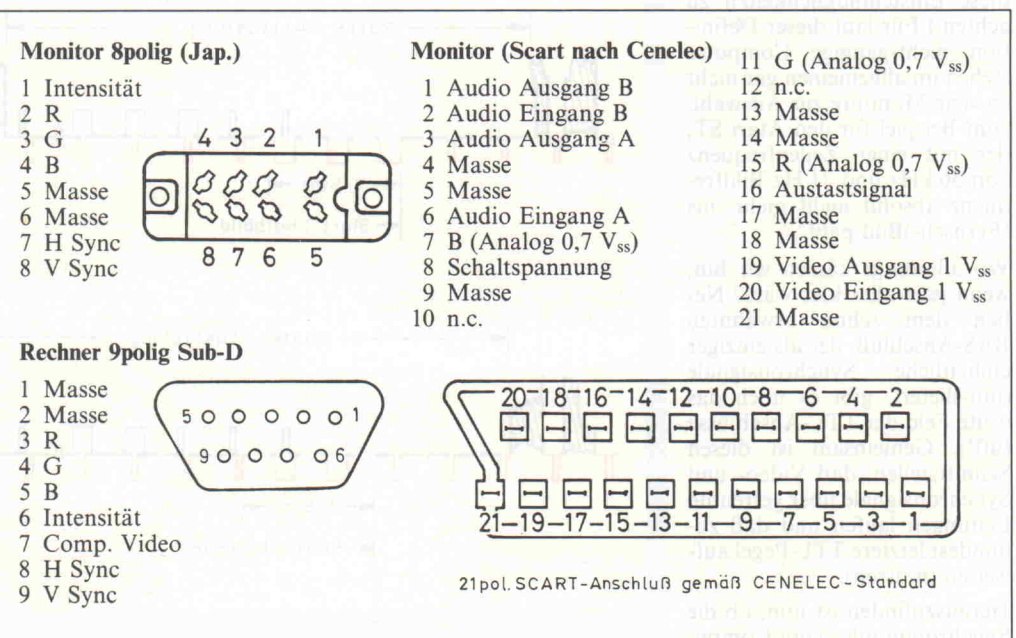 Monitor 8polig (Jap.)
1 Intensität
2 R
3 G
4 B
5 Masse
6 Masse
7 H Sync
8 V Sync
4 3 2 1
8 7 6 5
Monitor (Scart nach Cenelec)
1 Audio Ausgang B
2 Audio Eingang B
3 Audio Ausgang A
4 Masse
5 Masse
6 Audio Eingang A
7 B (Analog 0,7 Vss)
8 Schaltspannung
9 Masse
10 n.c.
11 G (Analog 0,7 Vss)
12 n.c.
13 Masse
14 Masse
15 R (Analog 0,7 Vss)
16 Austastsignal
17 Masse
18 Masse
19 Video Ausgang 1 Vss
20 Video Eingang 1 Vss
21 Masse
Rechner 9polig Sub-D
1 Masse
2 Masse
3 R
4 G
5 B
6 Intensität
7 Comp. Video
8 H Sync
9 V Sync
5 1
9 6
20-18-16-14-12-10-8-6-4-2
21-19-17-15-13-11-9-7-5-3-1
21pol. SCART-Anschluß gemäß CENELEC-Standard